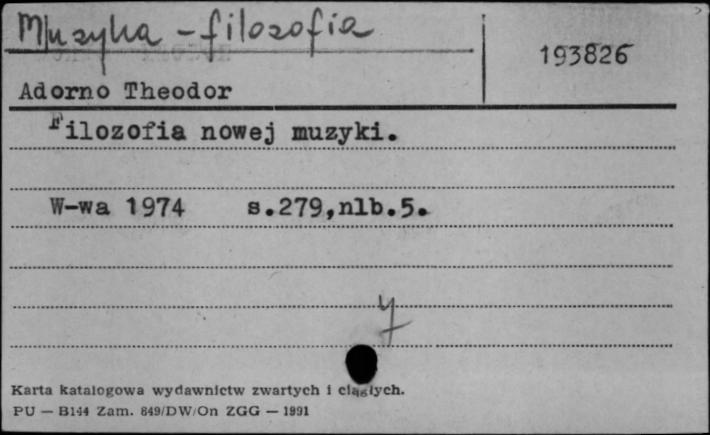 Muzyka - filozofia
193826
Adorno Theodor
Filozofia nowej muzyki.
W-wa 1974 s.279,nlb.5.
Karta katalogowa wydawnictw zwartych i ciągłych.
PU — B144 Zam. 849/DW/On ZGG — 1991